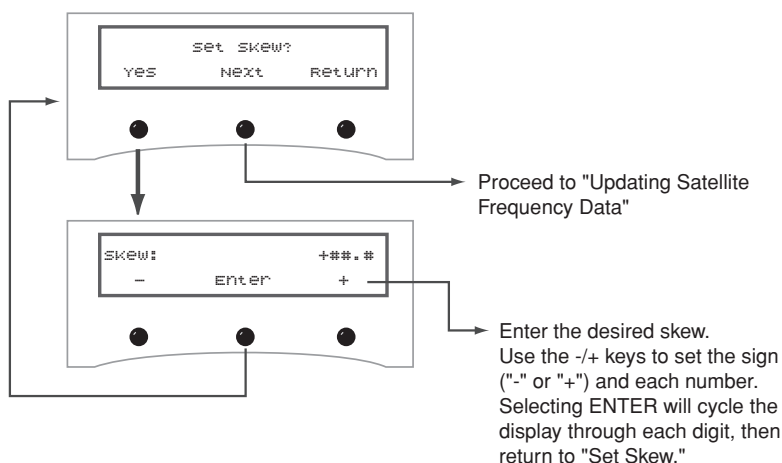 Set Skew?
Yes Next Return
Proceed to "Updating Satellite
Frequency Data"
Skew: +##.#
- Enter +
Enter the desired skew.
Use the -/+ keys to set the sign
("-" or "+") and each number.
Selecting ENTER will cycle the
display through each digit, then
return to "Set Skew."